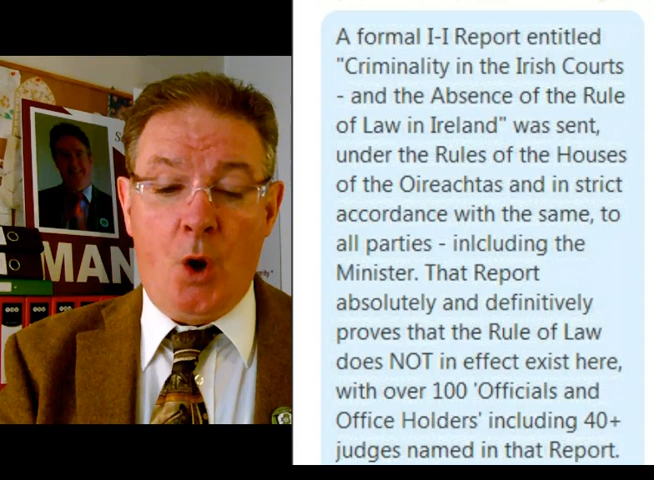 MAN
A formal I-I Report entitled
"Criminality in the Irish Courts
- and the Absence of the Rule
of Law in Ireland" was sent,
under the Rules of the Houses
of the Oireachtas and in strict
accordance with the same, to
all parties - inlcluding the
Minister. That Report
absolutely and definitively
proves that the Rule of Law
does NOT in effect exist here,
with over 100 'Officials and
Office Holders' including 40+
judges named in that Report.